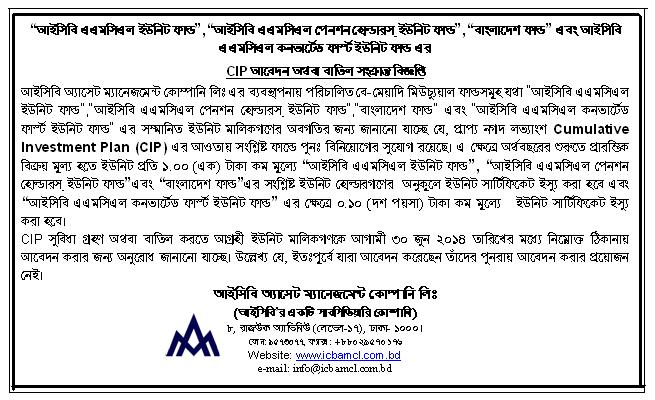 “আইসিবি এএমসিএল ইউনিট ফান্ড”, “আইসিবি এএমসিএল পেনশন হোল্ডারস্ ইউনিট ফান্ড”, “বাংলাদেশ ফান্ড” এবং আইসিবি
এএমসিএল কনভার্টেড ফার্স্ট ইউনিট ফান্ড এর
CIP আবেদন অথবা বাতিল সংক্রান্ত বিজ্ঞপ্তি
আইসিবি অ্যাসেট ম্যানেজমেন্ট কোম্পানি লিঃ এর ব্যবস্থাপনায় পরিচালিত বে-মেয়াদি মিউচ্যুয়াল ফান্ডসমূহ যথা "আইসিবি এএমসিএল
ইউনিট ফান্ড","আইসিবি এএমসিএল পেনশন হোল্ডারস্ ইউনিট ফান্ড","বাংলাদেশ ফান্ড" এবং "আইসিবি এএমসিএল কনভার্টেড
ফার্স্ট ইউনিট ফান্ড" এর সম্মানিত ইউনিট মালিকগণের অবগতির জন্য জানানো যাচ্ছে যে, প্রাপ্য নগদ লভ্যাংশ Cumulative
Investment Plan (CIP) এর আওতায় সংশ্লিষ্ট ফান্ডে পুনঃ বিনিয়োগের সুযোগ রয়েছে। এ ক্ষেত্রে অর্থবছরের শুরুতে প্রারম্ভিক
বিক্রয় মূল্য হতে ইউনিট প্রতি ১.০০ (এক) টাকা কম মূল্যে “আইসিবি এএমসিএল ইউনিট ফান্ড”, “আইসিবি এএমসিএল পেনশন
হোল্ডারস্ ইউনিট ফান্ড”এবং “বাংলাদেশ ফান্ড”এর সংশ্লিষ্ট ইউনিট হোল্ডারগণের অনুকূলে ইউনিট সার্টিফিকেট ইস্যু করা হবে এবং
“আইসিবি এএমসিএল কনভার্টেড ফার্স্ট ইউনিট ফান্ড” এর ক্ষেত্রে ০.১০ (দশ পয়সা) টাকা কম মূল্যে ইউনিট সার্টিফিকেট ইস্যু
করা হবে।
CIP সুবিধা গ্রহণ অথবা বাতিল করতে আগ্রহী ইউনিট মালিকগণকে আগামী ৩০ জুন ২০১৪ তারিখের মধ্যে নিম্নোক্ত ঠিকানায়
আবেদন করার জন্য অনুরোধ জানানো যাচ্ছে। উল্লেখ্য যে, ইতঃপূর্বে যারা আবেদন করেছেন তাঁদের পুনরায় আবেদন করার প্রয়োজন
নেই।
আইসিবি অ্যাসেট ম্যানেজমেন্ট কোম্পানি লিঃ
(আইসিবি'র একটি সাবসিডিয়ারি কোম্পানি)
৮, রাজউক অ্যাভিনিউ (লেভেল-১৭), ঢাকা- ১০০০।
ফোন: ৯৫৭৩০৭৭, ফ্যাক্স : +৮৮০২৯৫৭০১৭৬
Website: www.icbamcl.com.bd
e-mail: info@icbamcl.com.bd